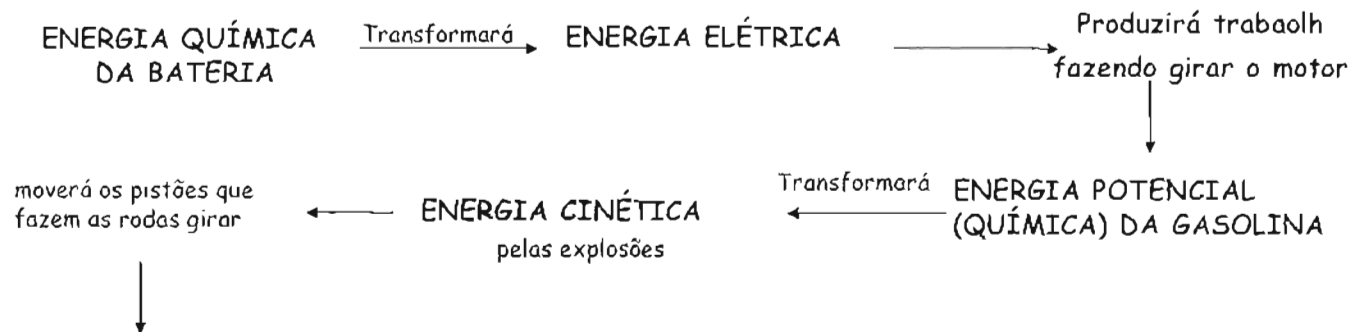 ENERGIA QUÍMICA
DA BATERIA
Transformará
ENERGIA ELÉTRICA
Produzirá trabaolh
fazendo girar o motor
ENERGIA POTENCIAL
(QUÍMICA) DA GASOLINA
Transformará
ENERGIA CINÉTICA
pelas explosões
moverá os pistões que
fazem as rodas girar